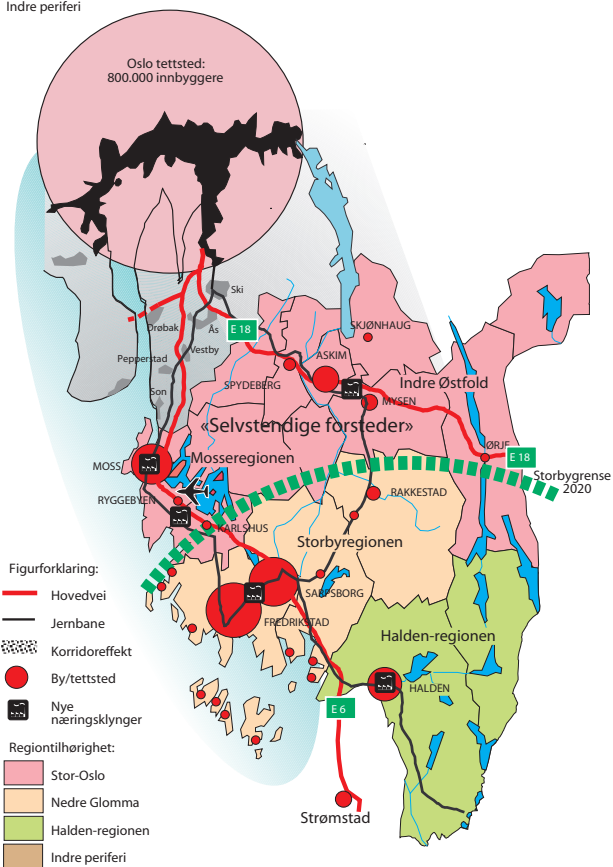 Indre periferi
Oslo tettsted:
800.000 innbyggere
Ski
Drøbak
Ås
E 18
SKJØNHAUG
Pepperstad
Vestby
ASKIM
Indre Østfold
SPYDEBERG
Son
MYSEN
«Selvstendige forsteder»
ØRJE
E 18
MOSS
Mosseregionen
Storbygrense
2020
RYGGEBYEN
RAKKESTAD
KARLSHUS
Storbyregionen
SARPSBORG
FREDRIKSTAD
Halden-regionen
HALDEN
E 6
Strømstad
Figurforklaring:
Hovedvei
Jernbane
Korridoreffekt
By/tettsted
Nye
næringsklynger
Regiontilhørighet:
Stor-Oslo
Nedre Glomma
Halden-regionen
Indre periferi